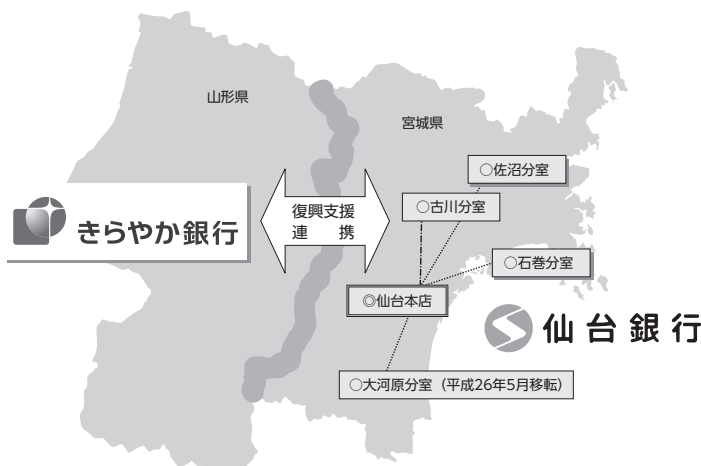 山形県
宮城県
○佐沼分室
○古川分室
復興支援
連　携
きらやか銀行
○石巻分室
◎仙台本店
仙台銀行
○大河原分室（平成26年5月移転）